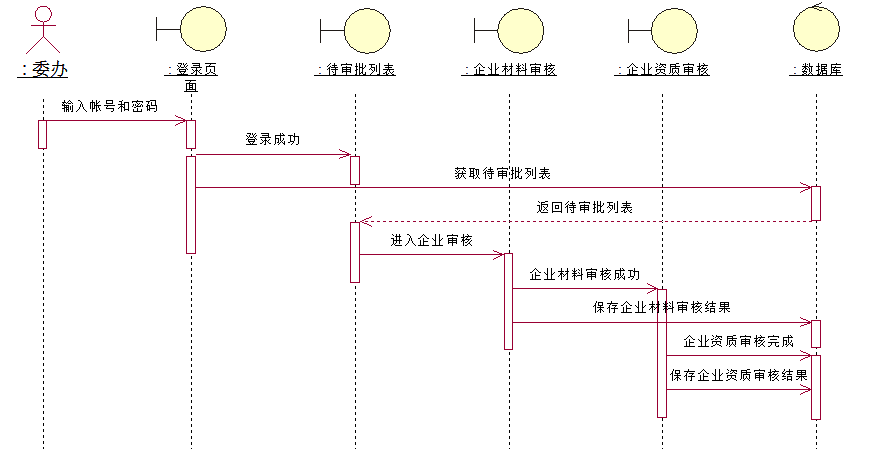 : 委办
: 登录页
面
: 待审批列表
: 企业材料审核
: 企业资质审核
: 数据库
输入帐号和密码
登录成功
获取待审批列表
返回待审批列表
进入企业审核
企业材料审核成功
保存企业材料审核结果
企业资质审核完成
保存企业资质审核结果